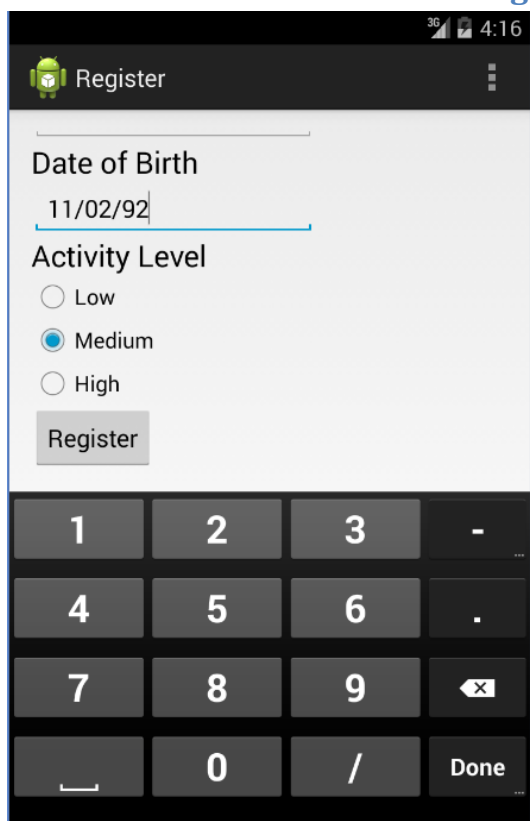 g
3G 4:16
Register
Date of Birth
11/02/92
Activity Level
Low
Medium
High
Register
1 2 3 -
4 5 6 .
7 8 9
0 / Done